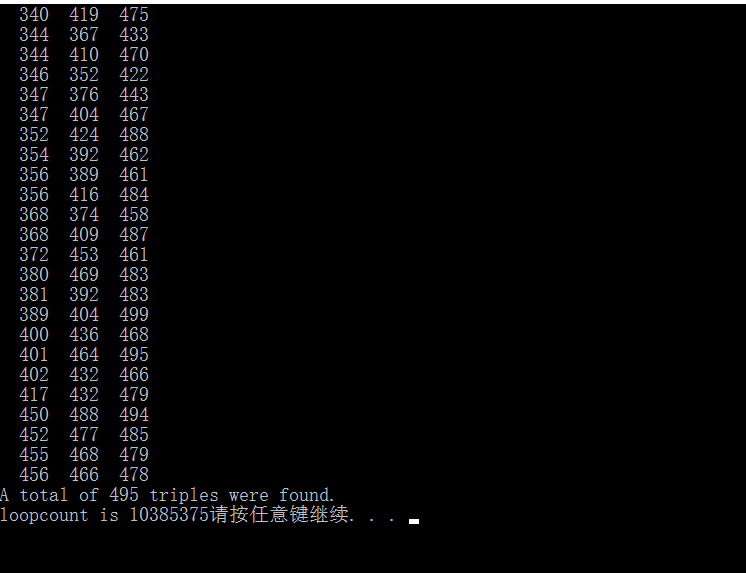 340 419 475
344 367 433
344 410 470
346 352 422
347 376 443
347 404 467
352 424 488
354 392 462
356 389 461
356 416 484
368 374 458
368 409 487
372 453 461
380 469 483
381 392 483
389 404 499
400 436 468
401 464 495
402 432 466
417 432 479
450 488 494
452 477 485
455 468 479
456 466 478
A total of 495 triples were found.
loopcount is 10385375请按任意键继续. . .